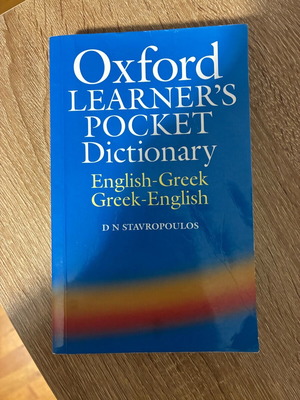 Oxford
LEARNER'S
POCKET
Dictionary
English-Greek
Greek-English
D N STAVROPOULOS